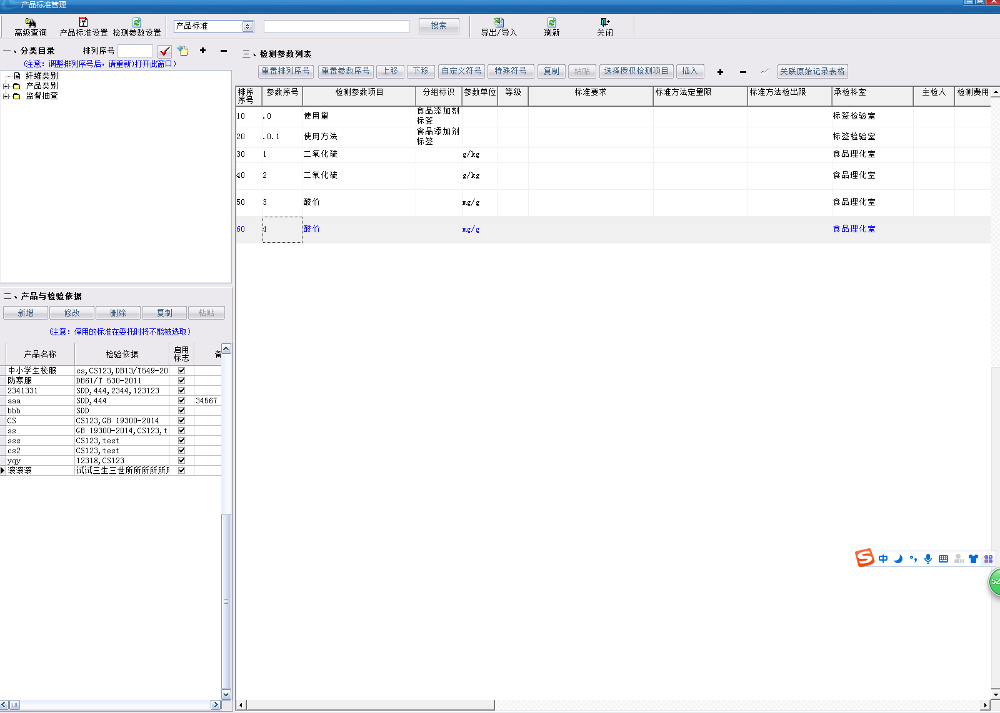 产品标准管理
高级查询 产品标准设置 检测参数设置 产品标准 搜索 导出/导入 刷新 关闭
一、分类目录 排列序号
(注意：调整排列序号后，请重新打开此窗口)
纤维类别
产品类别
监督抽查
三、检测参数列表
重置排列序号 重置参数序号 上移 下移 自定义符号 特殊符号 复制 粘贴 选择授权检测项目 插入 关联原始记录表格
排序序号 参数序号 检测参数项目 分组标识 参数单位 等级 标准要求 标准方法定量限 标准方法检出限 承检科室 主检人 检测费用
10 .0 使用量 食品添加剂标签 标签检验室
20 .0.1 使用方法 食品添加剂标签 标签检验室
30 1 二氧化硫 g/kg 食品理化室
40 2 二氧化硫 g/kg 食品理化室
50 3 酸价 mg/g 食品理化室
60 4 酸价 mg/g 食品理化室
二、产品与检验依据
新增 修改 删除 复制 粘贴
(注意：停用的标准在委托时将不能被选取)
产品名称 检验依据 启用标志 备
中小学生校服 cs,CS123,DB13/T549-20
防寒服 DB61/T 530-2011
2341331 SDD,444,2344,123123
aaa SDD,444 34567
bbb SDD
CS CS123,GB 19300-2014
ss GB 19300-2014,CS123,t
sss CS123,test
cs2 CS123,test
yqy 12318,CS123
滚滚滚 试试三生三世所所所所所
中
52